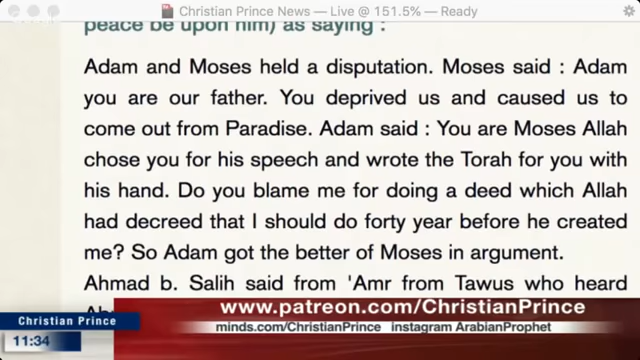 Christian Prince News — Live @ 151.5% — Ready
peace be upon him) as saying :
Adam and Moses held a disputation. Moses said : Adam
you are our father. You deprived us and caused us to
come out from Paradise. Adam said : You are Moses Allah
chose you for his speech and wrote the Torah for you with
his hand. Do you blame me for doing a deed which Allah
had decreed that I should do forty year before he created
me? So Adam got the better of Moses in argument.
Ahmad b. Salih said from 'Amr from Tawus who heard
www.patreon.com/ChristianPrince
Christian Prince
minds.com/ChristianPrince instagram ArabianProphet
11:34